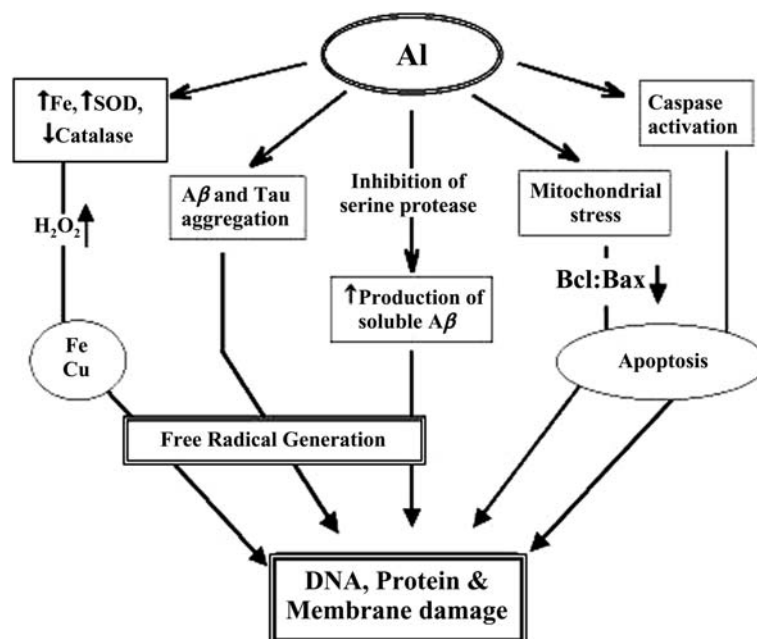 Al
↑Fe, ↑SOD,
↓Catalase
Caspase
activation
Aβ and Tau
aggregation
Inhibition of
serine protease
Mitochondrial
stress
H₂O₂↑
Bcl:Bax ↓
↑Production of
soluble Aβ
Fe
Cu
Apoptosis
Free Radical Generation
DNA, Protein &
Membrane damage